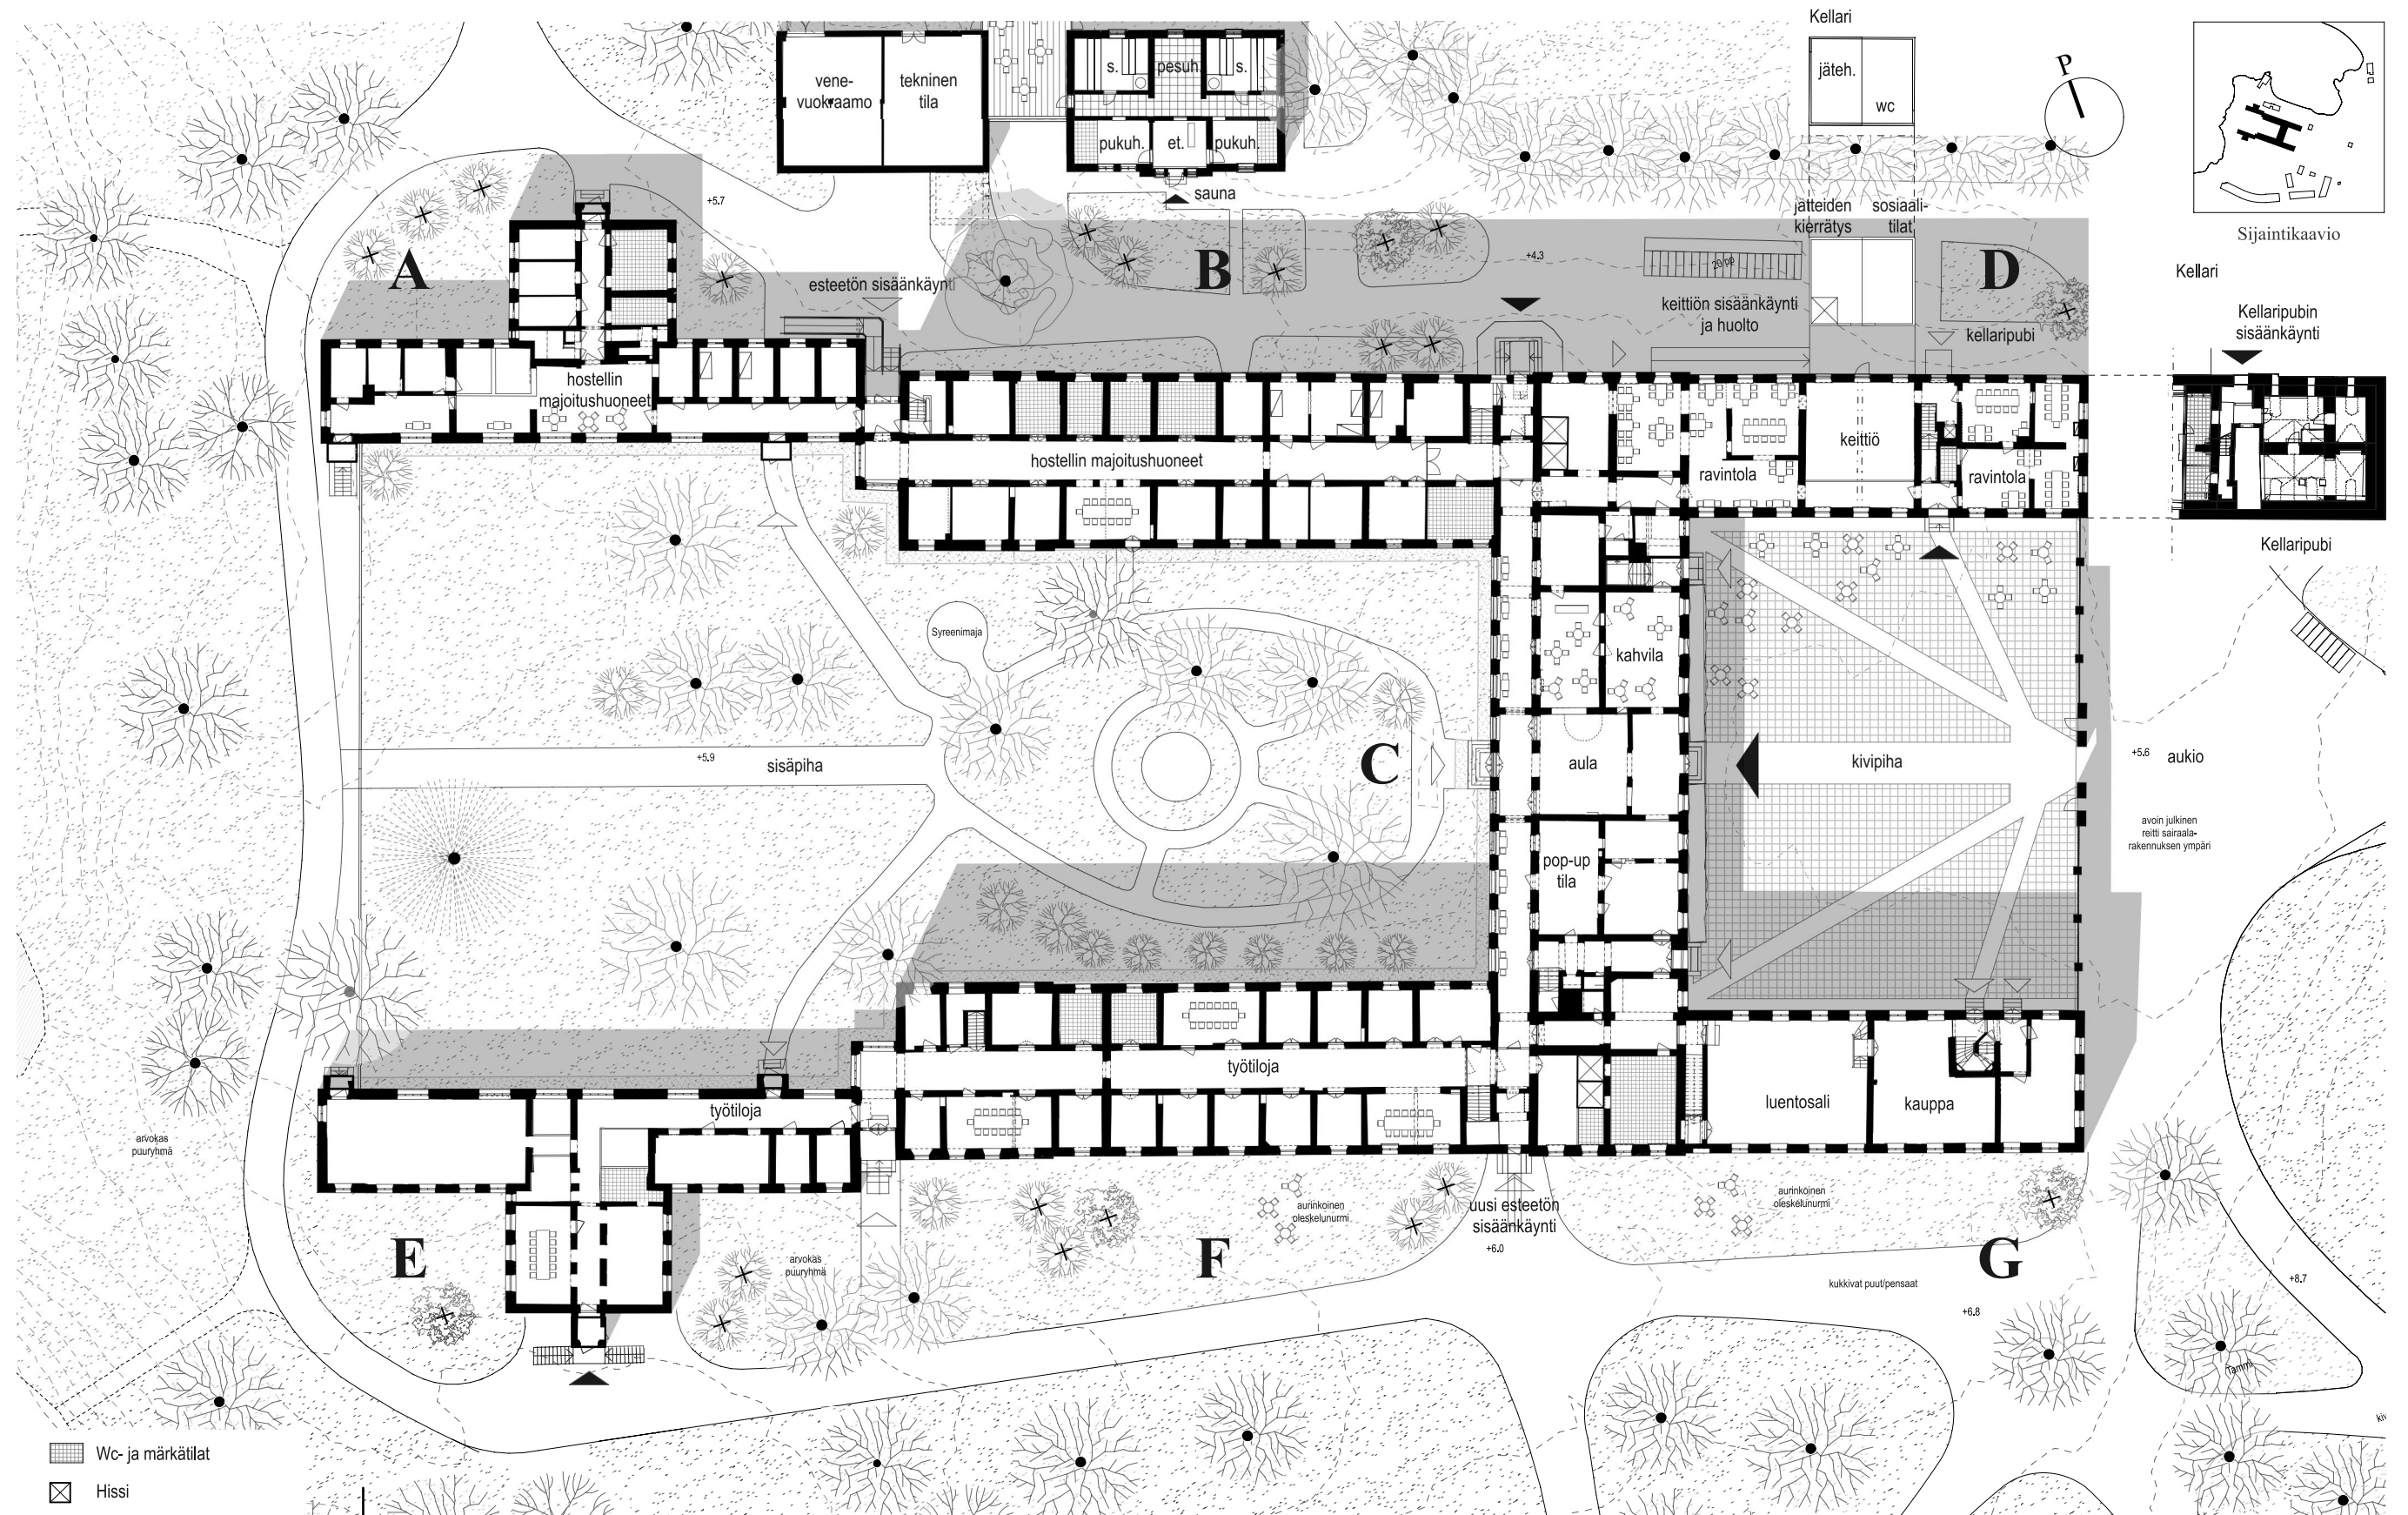 Kellari
P
jäteh.
wc
vene-
vuokraamo
tekninen
tila
s.
pesuh.
s.
pukuh.
et.
pukuh.
sauna
Sijaintikaavio
+5.7
jätteiden
kierrätys
sosiaali-
tilat
A
B
D
+4.3
20 pp
esteetön sisäänkäynti
keittiön sisäänkäynti
ja huolto
kellaripubi
Kellari
Kellaripubin
sisäänkäynti
hostellin
majoitushuoneet
hostellin majoitushuoneet
keittiö
ravintola
ravintola
Kellaripubi
Syreenimaja
kahvila
+5.9
sisäpiha
C
aula
kivipiha
+5.6
aukio
avoin julkinen
reitti sairaala-
rakennuksen ympäri
pop-up
tila
työtiloja
työtiloja
luentosali
kauppa
arvokas
puuryhmä
E
arvokas
puuryhmä
F
aurinkoinen
oleskelunurmi
uusi esteetön
sisäänkäynti
+6.0
aurinkoinen
oleskelunurmi
G
kukkivat puut/pensaat
+8.7
+6.8
Tammi
Wc- ja märkätilat
Hissi